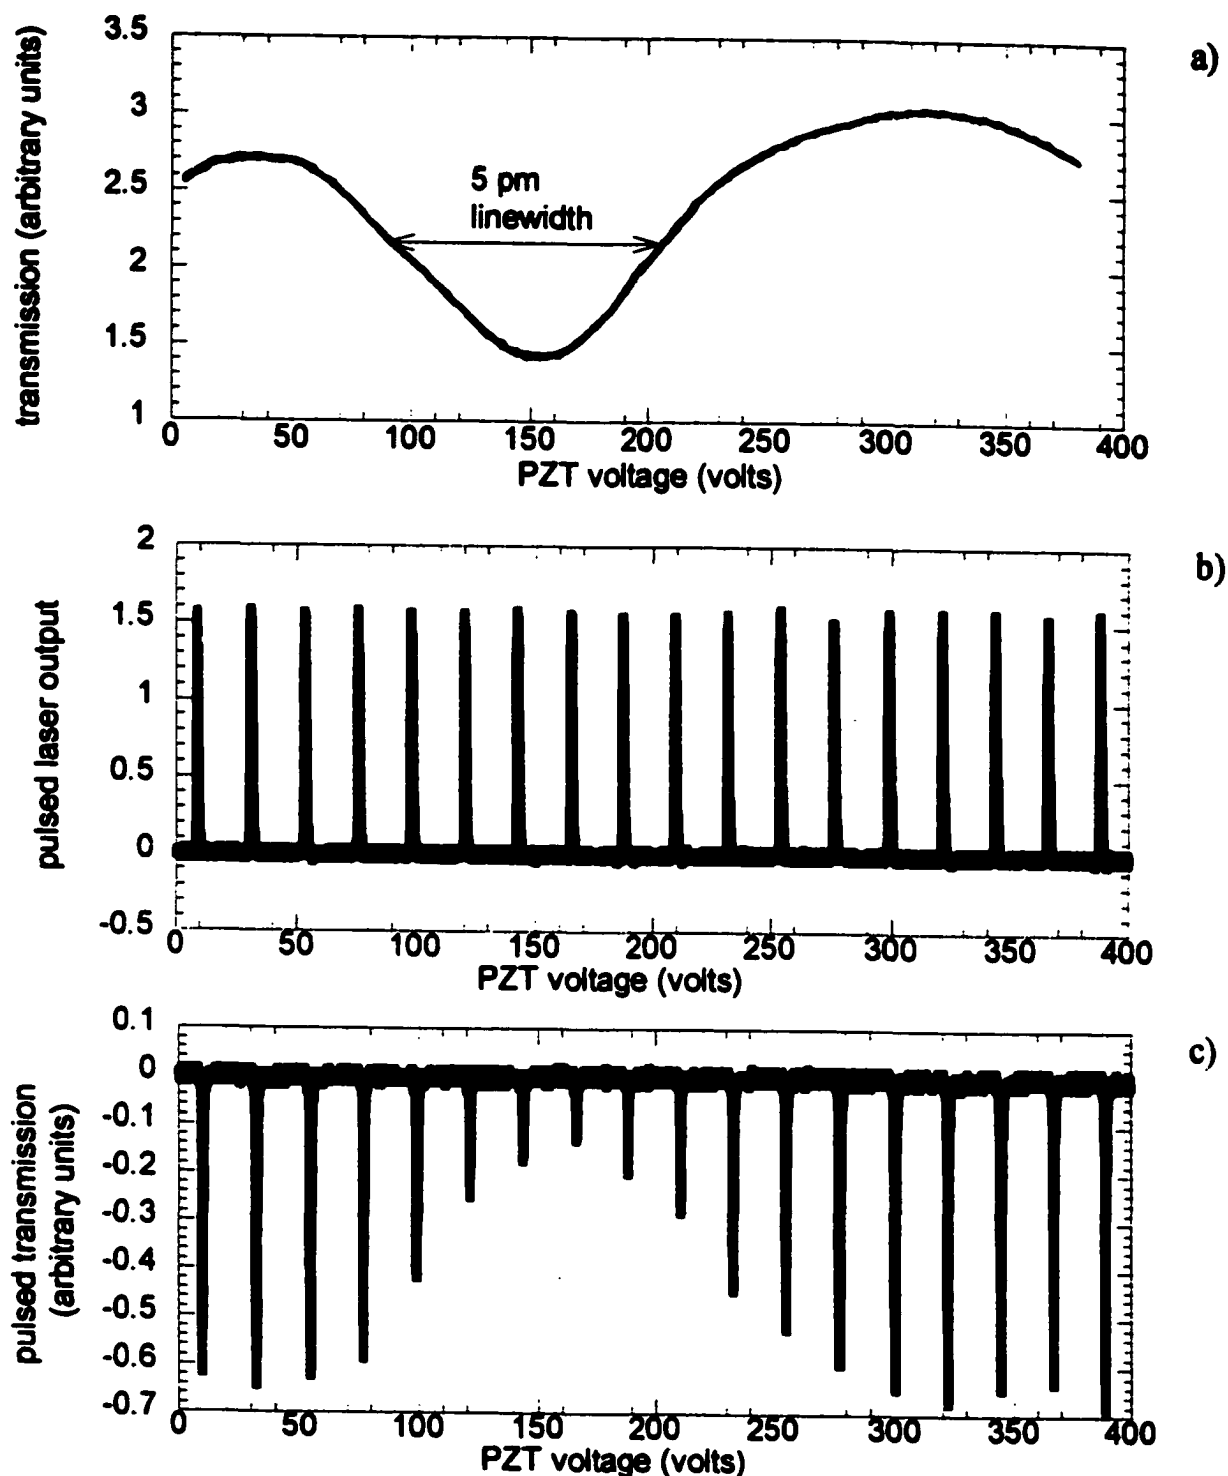 a)
transmission (arbitrary units)
3.5
3
2.5
2
1.5
1
5 pm
linewidth
0 50 100 150 200 250 300 350 400
PZT voltage (volts)
b)
pulsed laser output
2
1.5
1
0.5
0
-0.5
0 50 100 150 200 250 300 350 400
PZT voltage (volts)
c)
pulsed transmission
(arbitrary units)
0.1
0
-0.1
-0.2
-0.3
-0.4
-0.5
-0.6
-0.7
0 50 100 150 200 250 300 350 400
PZT voltage (volts)